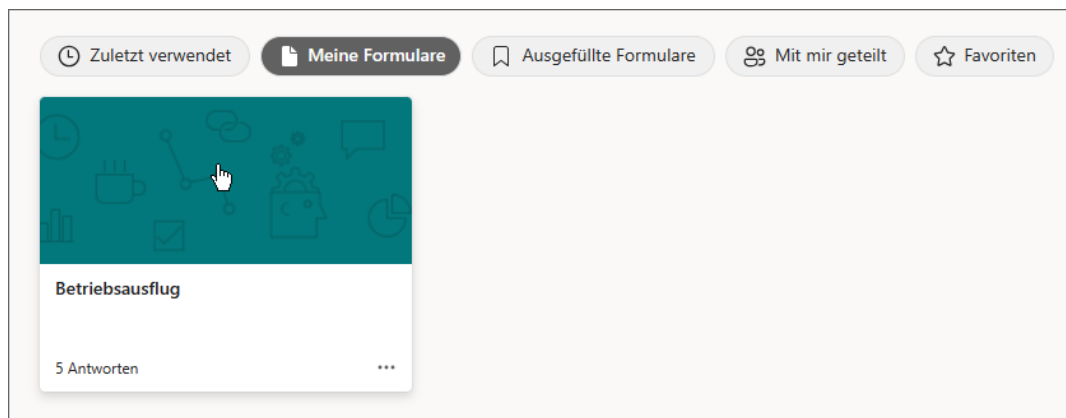 Zuletzt verwendet
Meine Formulare
Ausgefüllte Formulare
Mit mir geteilt
Favoriten
Betriebsausflug
5 Antworten